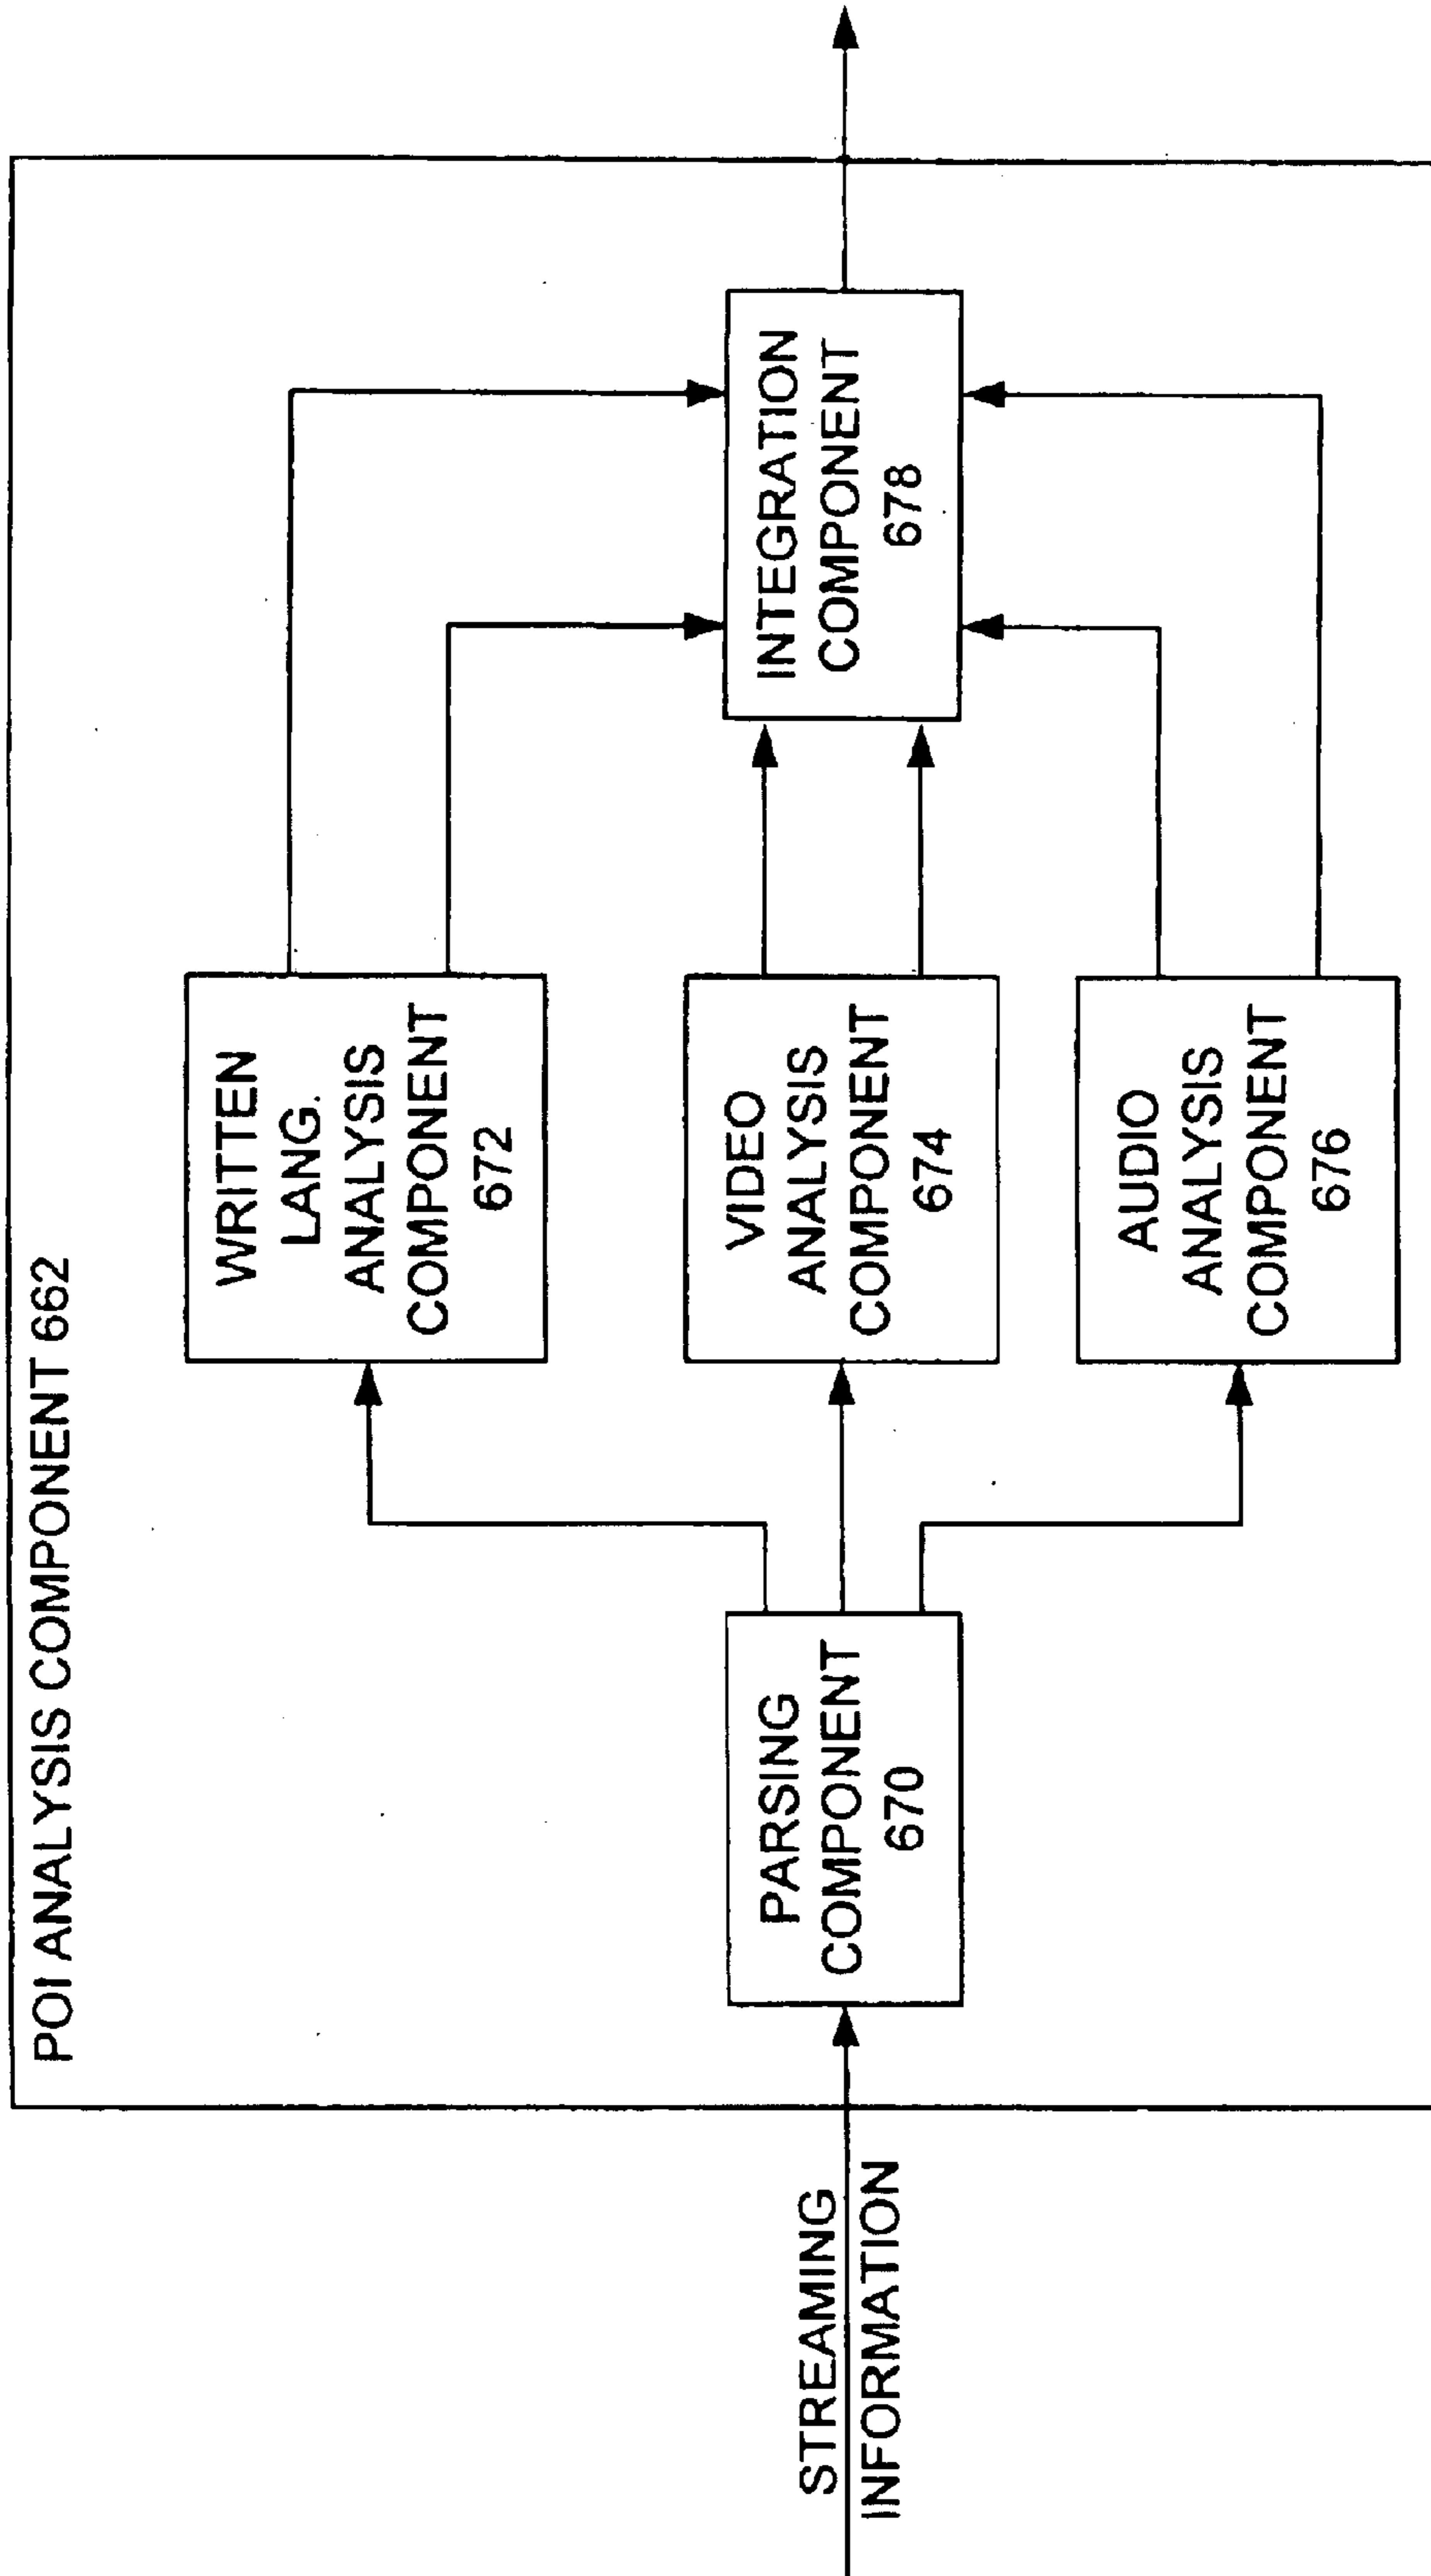 POI ANALYSIS COMPONENT 662
STREAMING
INFORMATION
PARSING
COMPONENT
670
WRITTEN
LANG.
ANALYSIS
COMPONENT
672
VIDEO
ANALYSIS
COMPONENT
674
AUDIO
ANALYSIS
COMPONENT
676
INTEGRATION
COMPONENT
678